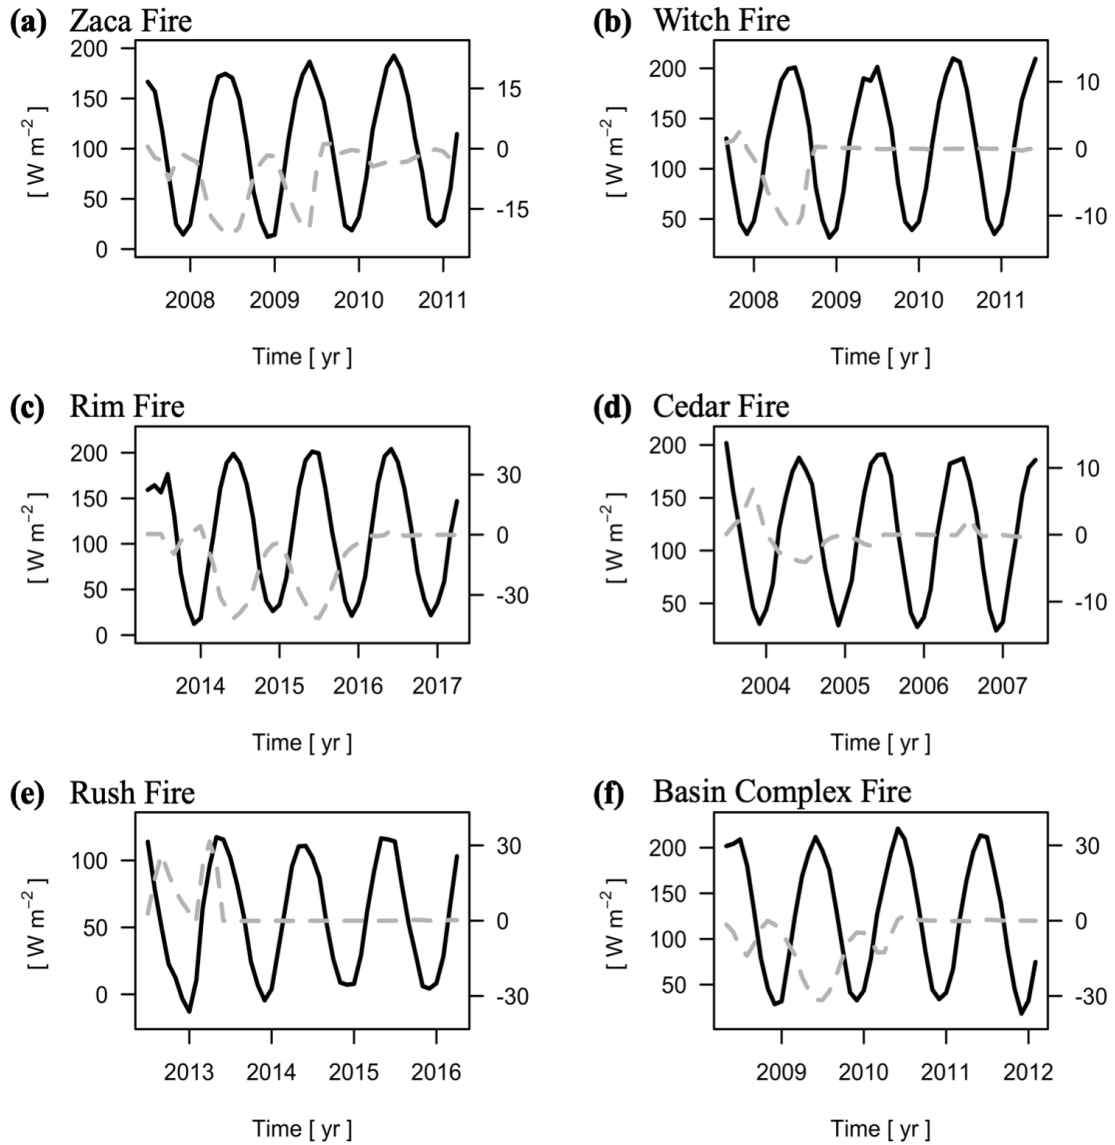 (a) Zaca Fire
200
150
100
50
0
[ W m−2 ]
15
0
-15
2008 2009 2010 2011
Time [ yr ]
(b) Witch Fire
200
150
100
50
[ W m−2 ]
10
0
-10
2008 2009 2010 2011
Time [ yr ]
(c) Rim Fire
200
150
100
50
0
[ W m−2 ]
30
0
-30
2014 2015 2016 2017
Time [ yr ]
(d) Cedar Fire
200
150
100
50
[ W m−2 ]
10
0
-10
2004 2005 2006 2007
Time [ yr ]
(e) Rush Fire
100
50
0
[ W m−2 ]
30
0
-30
2013 2014 2015 2016
Time [ yr ]
(f) Basin Complex Fire
200
150
100
50
[ W m−2 ]
30
0
-30
2009 2010 2011 2012
Time [ yr ]